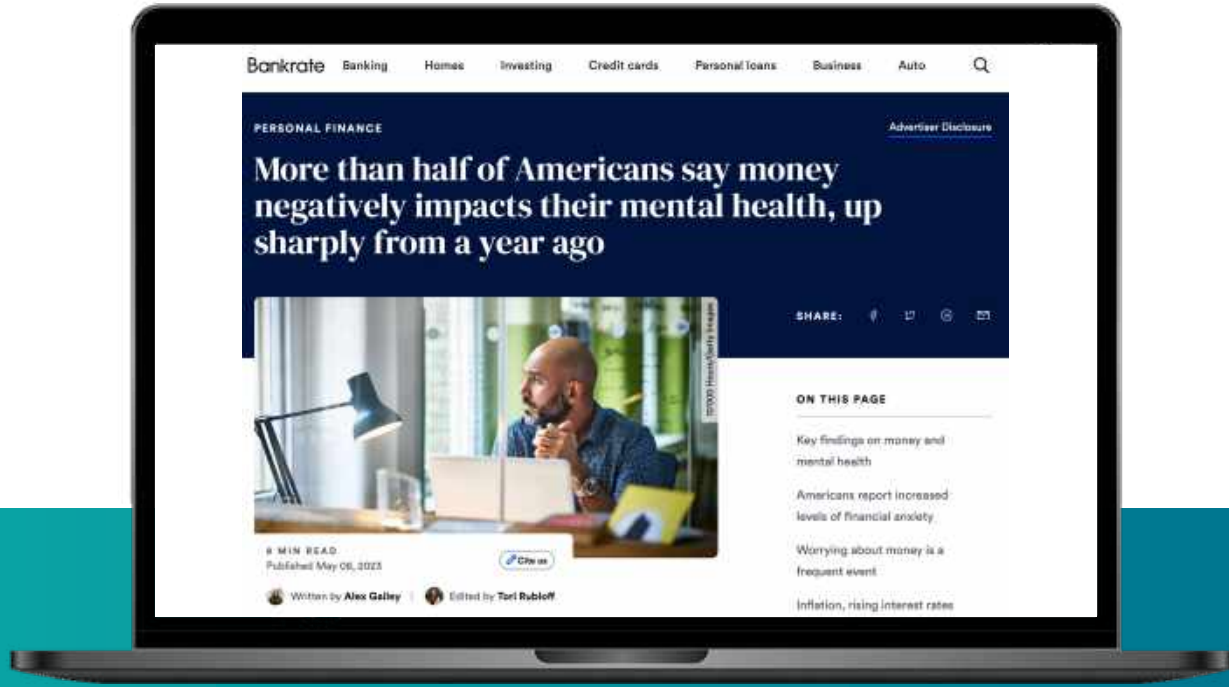 Bankrate Banking Homes Investing Credit cards Personal loans Business Auto
PERSONAL FINANCE
Advertiser Disclosure
More than half of Americans say money
negatively impacts their mental health, up
sharply from a year ago
SHARE:
ON THIS PAGE
Key findings on money and
mental health
Americans report increased
levels of financial anxiety
Worrying about money is a
frequent event
Inflation, rising interest rates
MIN READ
Published May 08, 2023
Cite us
Written by Alex Gailey
Edited by Tori Rubloff